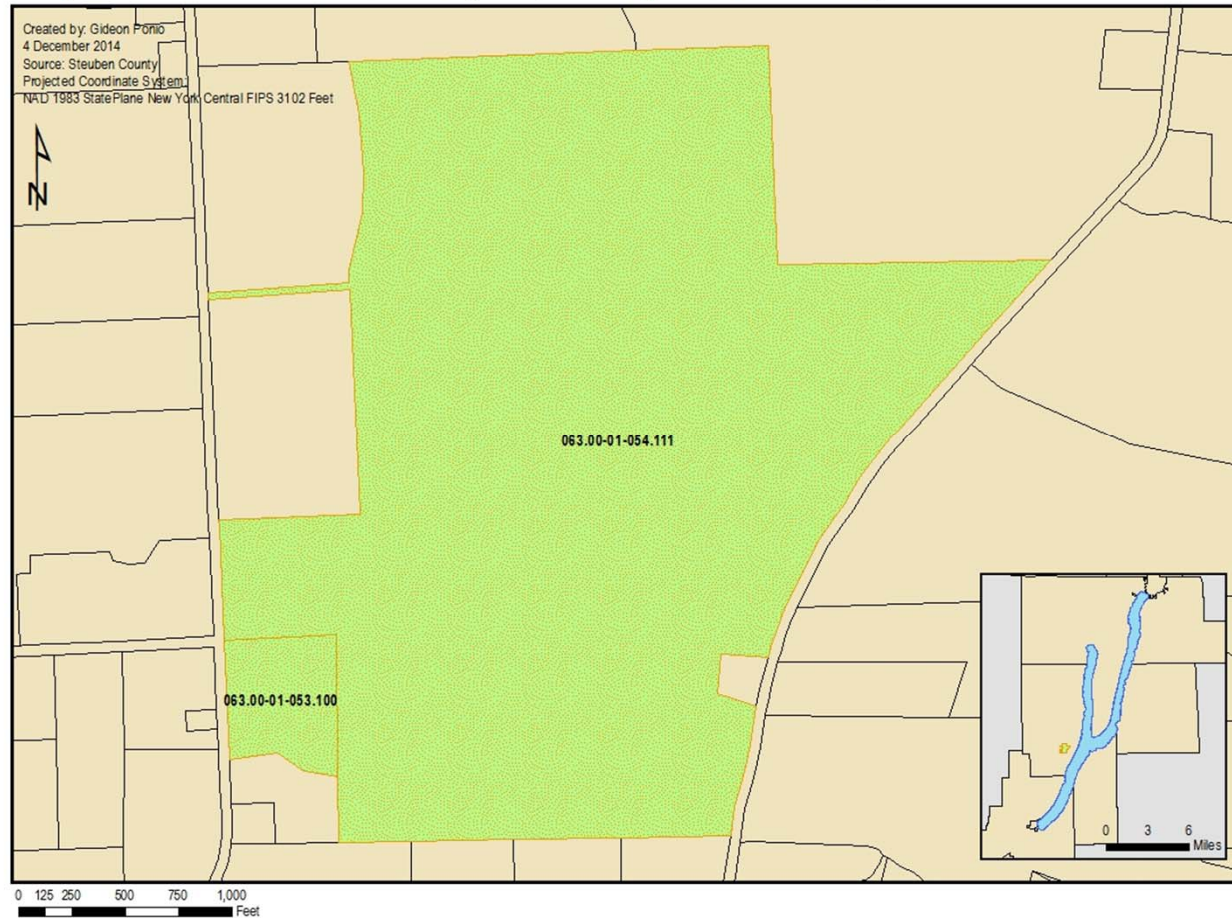 Created by: Gideon Ponio
4 December 2014
Source: Steuben County
Projected Coordinate System:
NAD 1983 StatePlane New York Central FIPS 3102 Feet
N
063.00-01-054.111
063.00-01-053.100
0 3 6
Miles
0 125 250 500 750 1,000
Feet